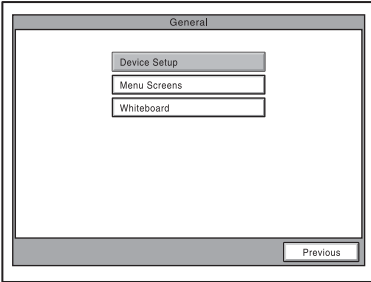 General
Device Setup
Menu Screens
Whiteboard
Previous